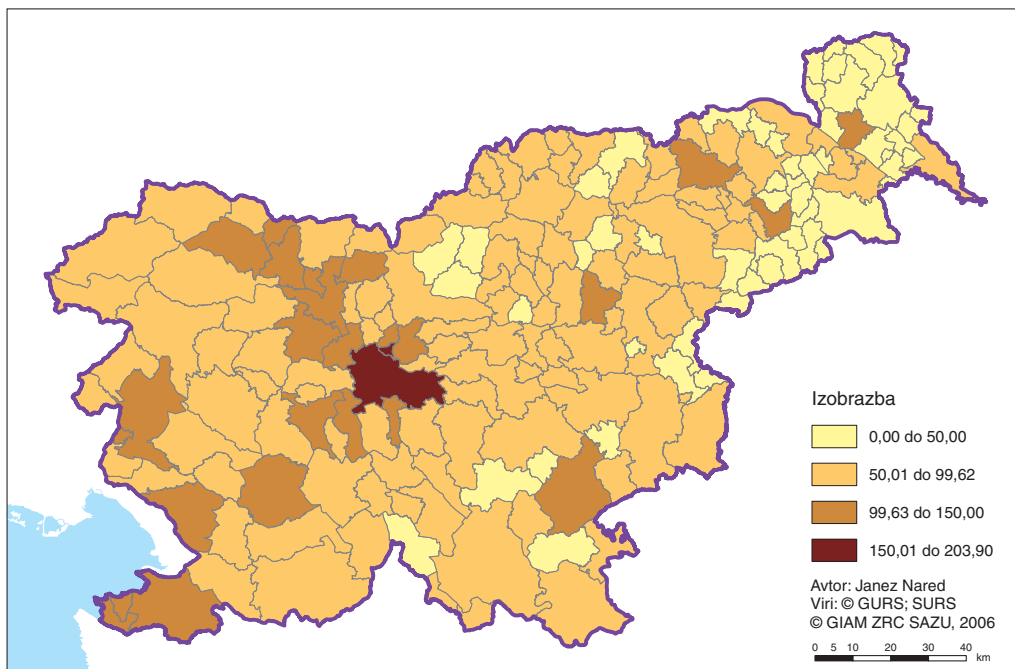 Izobrazba
0,00 do 50,00
50,01 do 99,62
99,63 do 150,00
150,01 do 203,90
Avtor: Janez Nared
Viri: © GURS; SURS
© GIAM ZRC SAZU, 2006
0 5 10 20 30 40
km